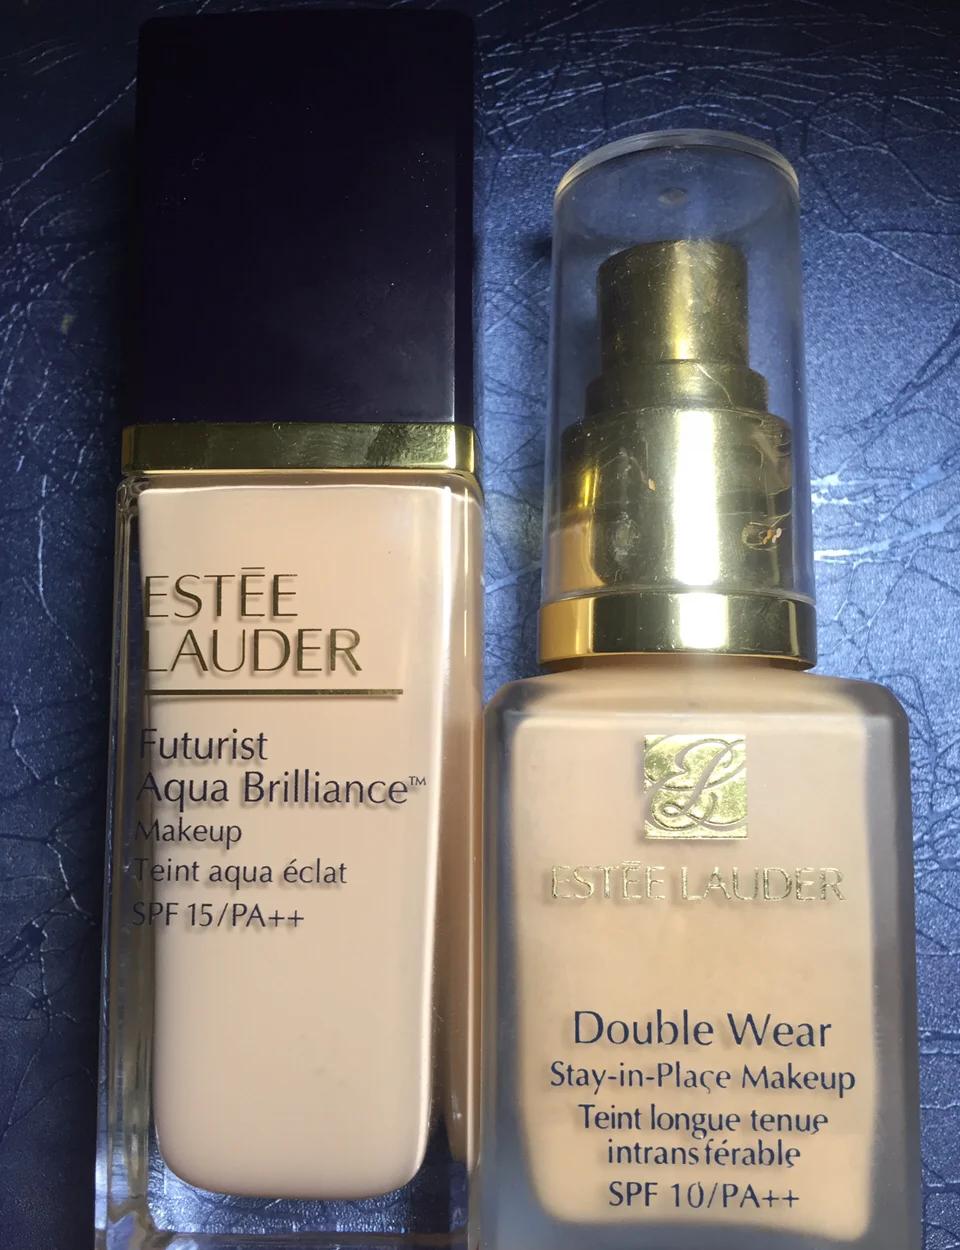 ESTĒE
LAUDER
Futurist
Aqua Brilliance™
Makeup
Teint aqua éclat
SPF 15/PA++
EL
ESTĒE LAUDER
Double Wear
Stay-in-Place Makeup
Teint longue tenue
intransférable
SPF 10/PA++